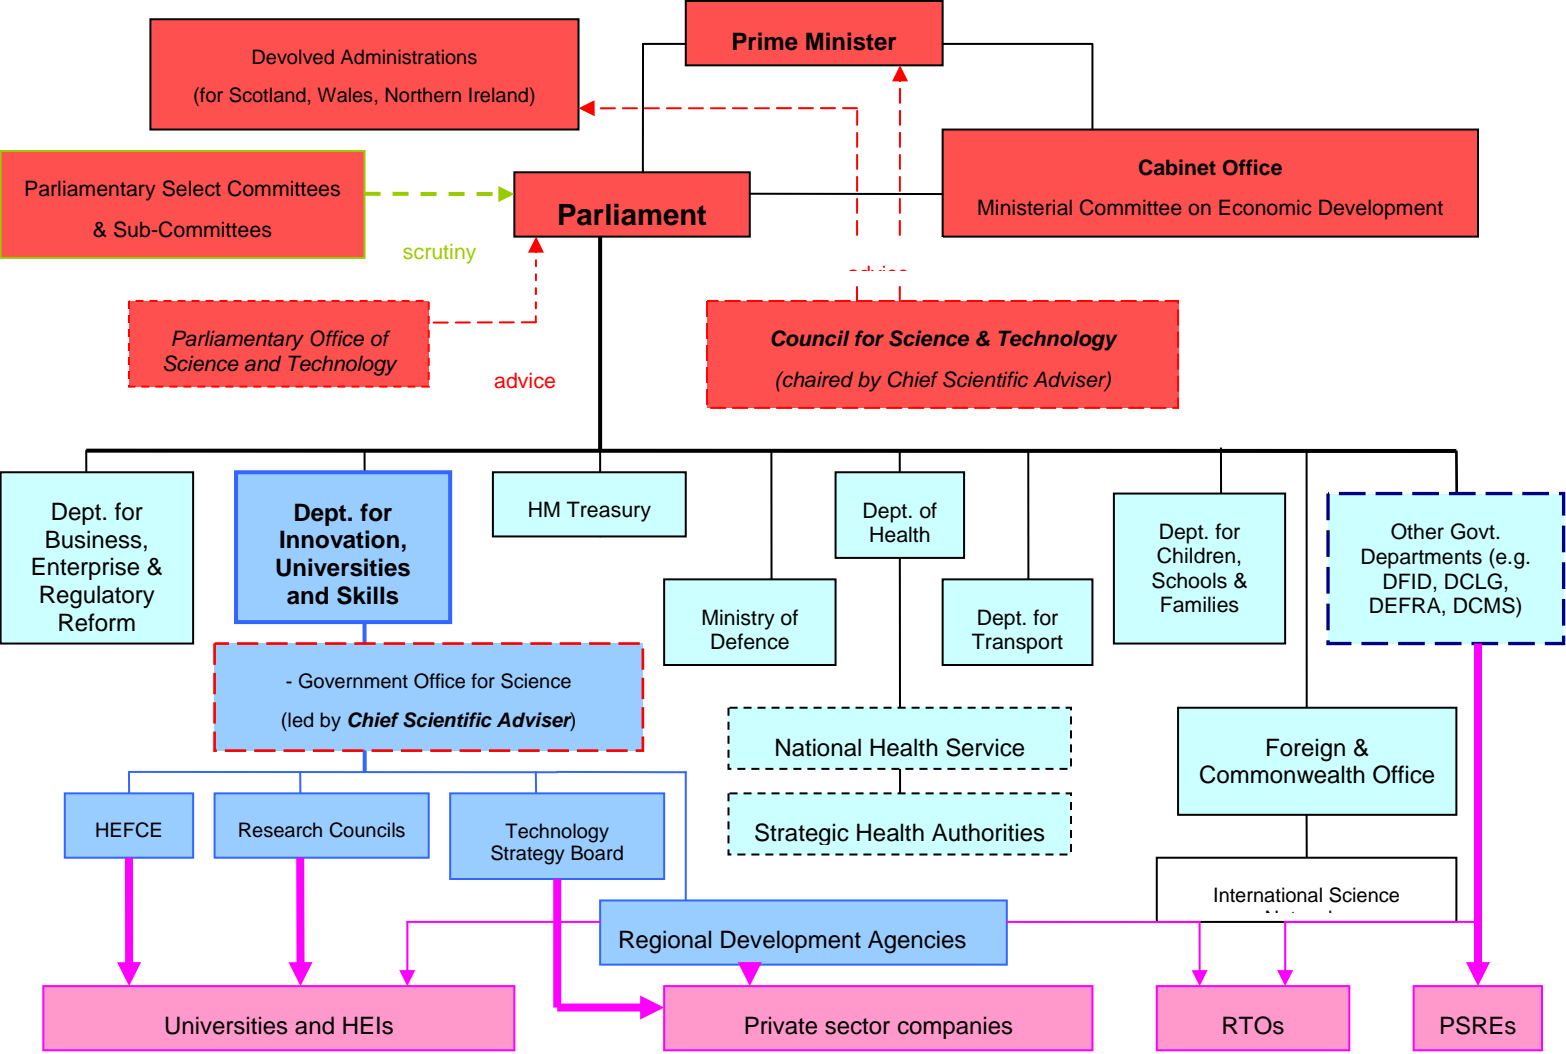 Prime Minister
Devolved Administrations
(for Scotland, Wales, Northern Ireland)
Cabinet Office
Ministerial Committee on Economic Development
Parliamentary Select Committees
& Sub-Committees
Parliament
scrutiny
Parliamentary Office of
Science and Technology
advice
Council for Science & Technology
(chaired by Chief Scientific Adviser)
Dept. for
Business,
Enterprise &
Regulatory
Reform
Dept. for
Innovation,
Universities
and Skills
HM Treasury
Dept. of
Health
Ministry of
Defence
Dept. for
Transport
Dept. for
Children,
Schools &
Families
Other Govt.
Departments (e.g.
DFID, DCLG,
DEFRA, DCMS)
- Government Office for Science
(led by Chief Scientific Adviser)
National Health Service
Strategic Health Authorities
Foreign &
Commonwealth Office
HEFCE
Research Councils
Technology
Strategy Board
International Science
Regional Development Agencies
Universities and HEIs
Private sector companies
RTOs
PSREs